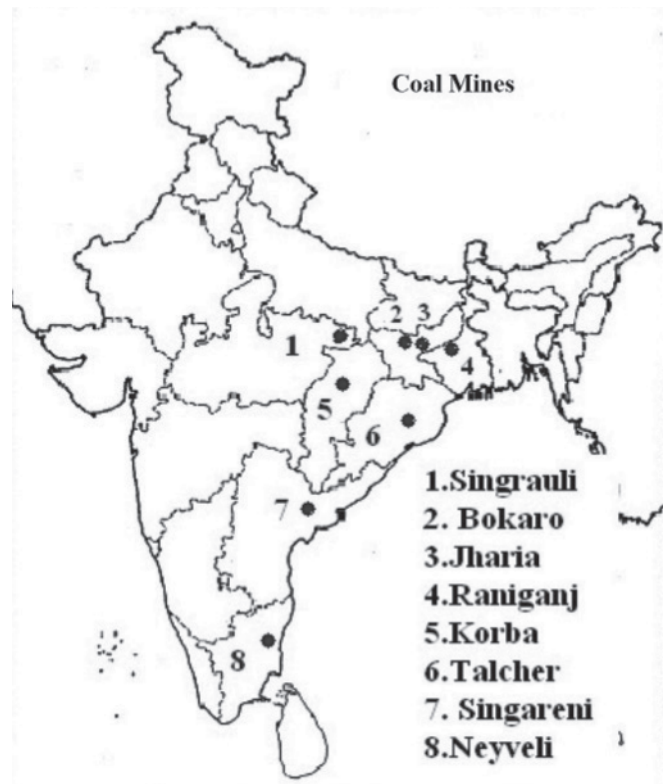 Coal Mines
2 3
1
4
5
6
7
8
1.Singrauli
2. Bokaro
3.Jharia
4.Raniganj
5.Korba
6.Talcher
7. Singareni
8.Neyveli